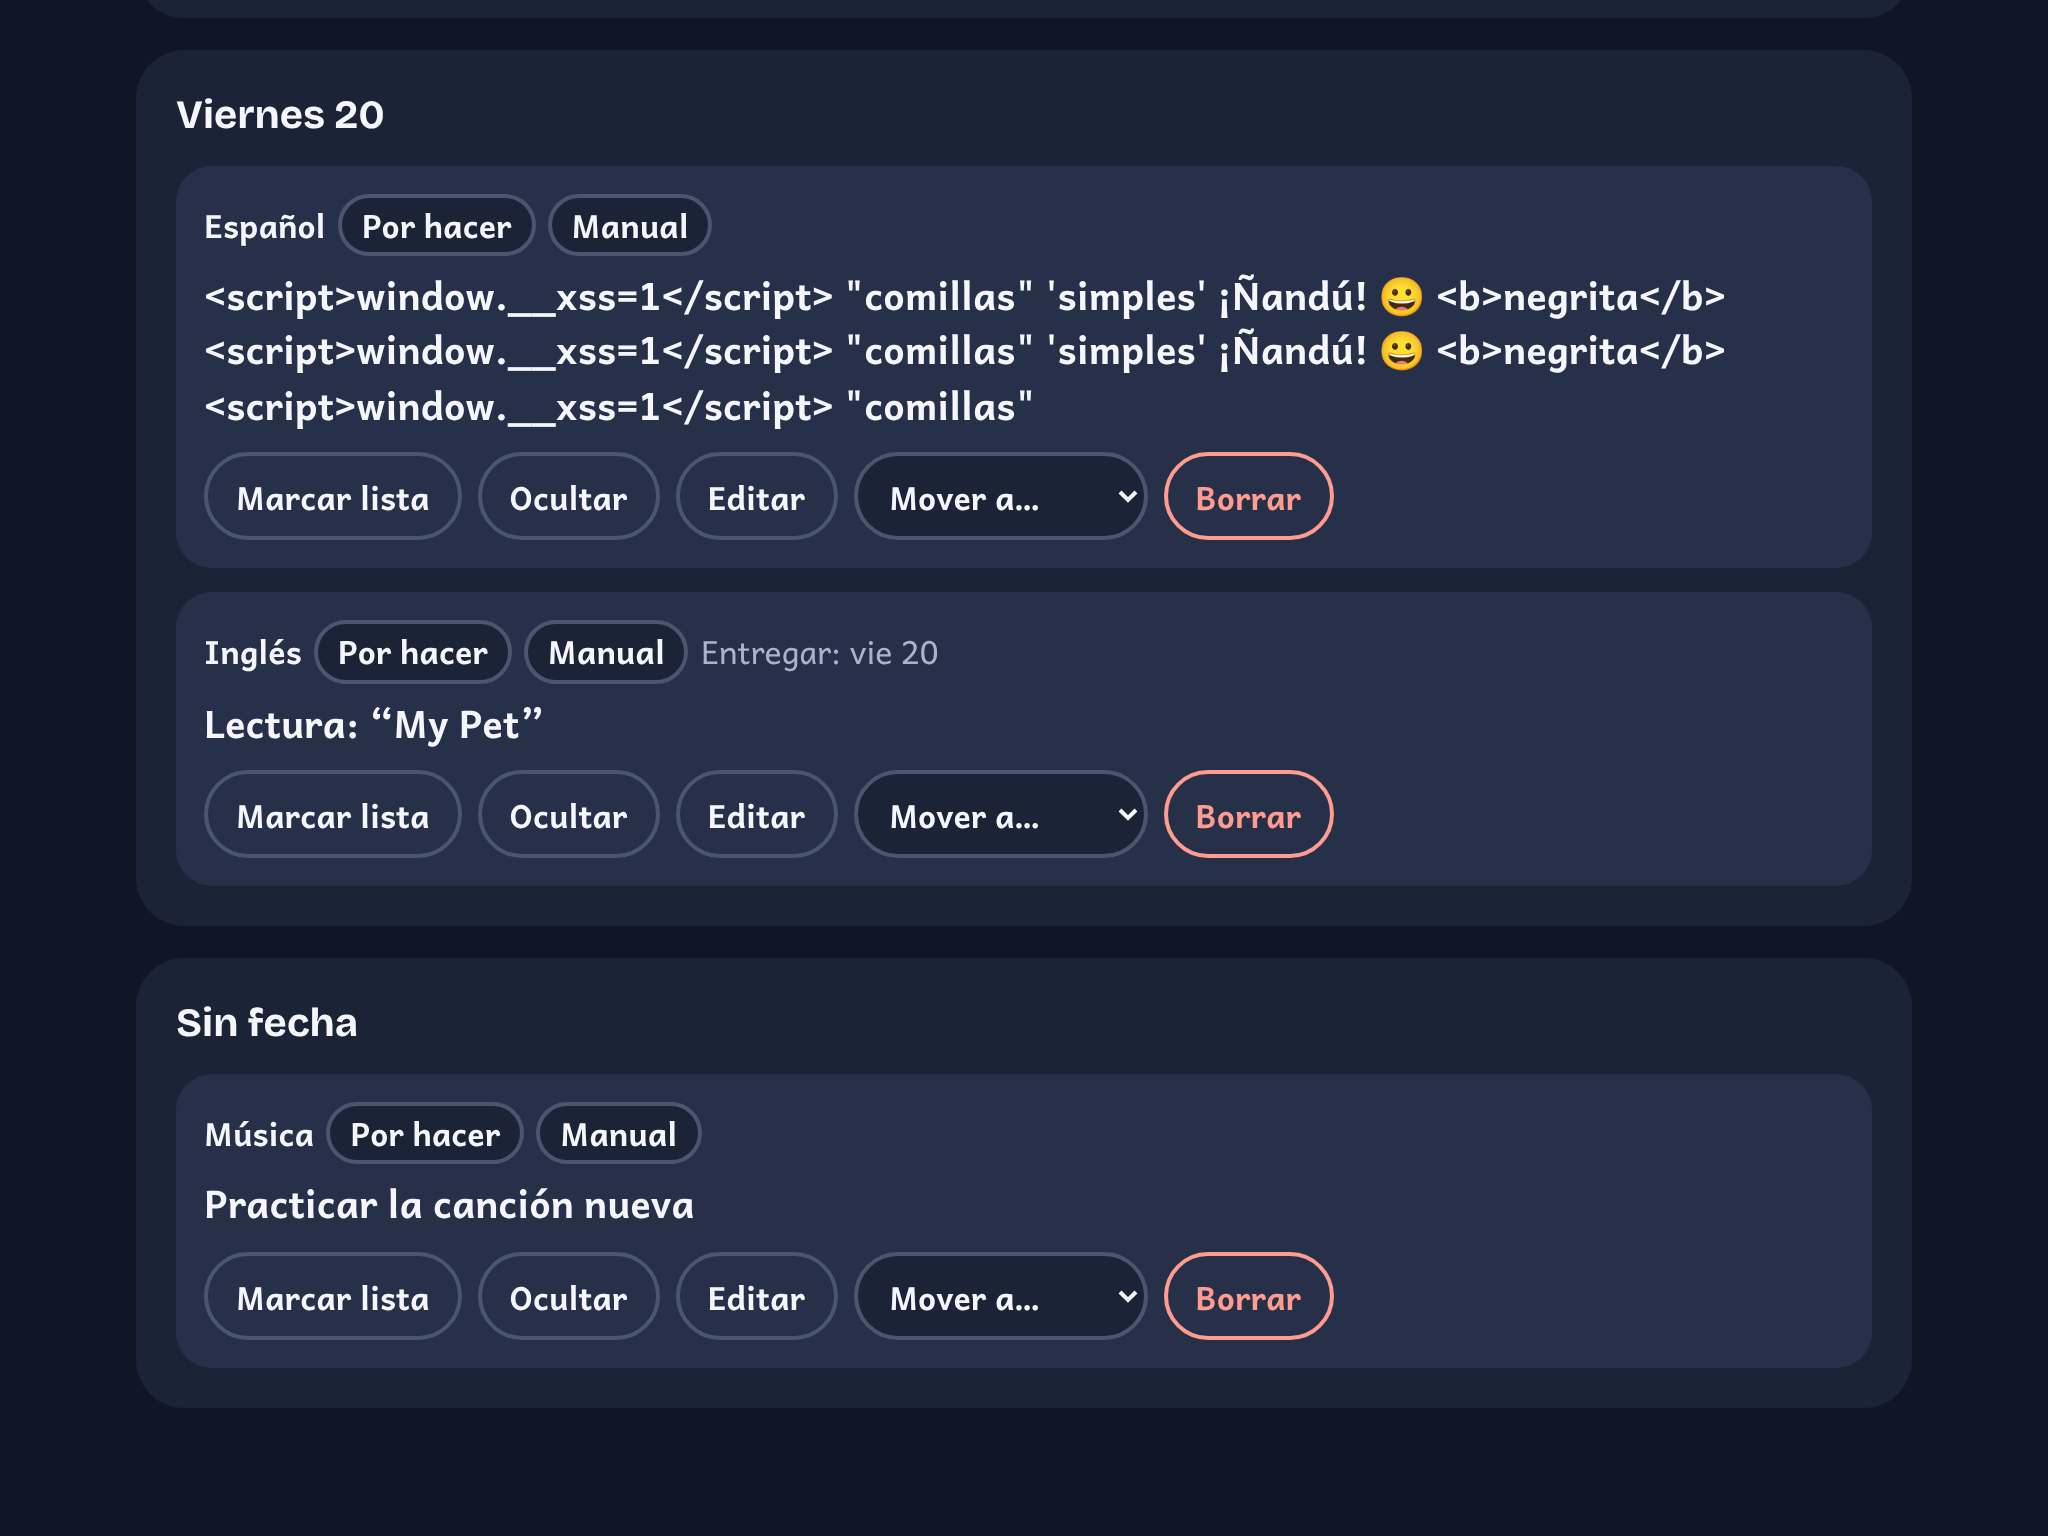 Viernes 20
Español Por hacer Manual
<script>window.__xss=1</script> "comillas" 'simples' ¡Ñandú! 😀 <b>negrita</b>
<script>window.__xss=1</script> "comillas" 'simples' ¡Ñandú! 😀 <b>negrita</b>
<script>window.__xss=1</script> "comillas"
Marcar lista Ocultar Editar Mover a... Borrar
Inglés Por hacer Manual Entregar: vie 20
Lectura: “My Pet”
Marcar lista Ocultar Editar Mover a... Borrar
Sin fecha
Música Por hacer Manual
Practicar la canción nueva
Marcar lista Ocultar Editar Mover a... Borrar